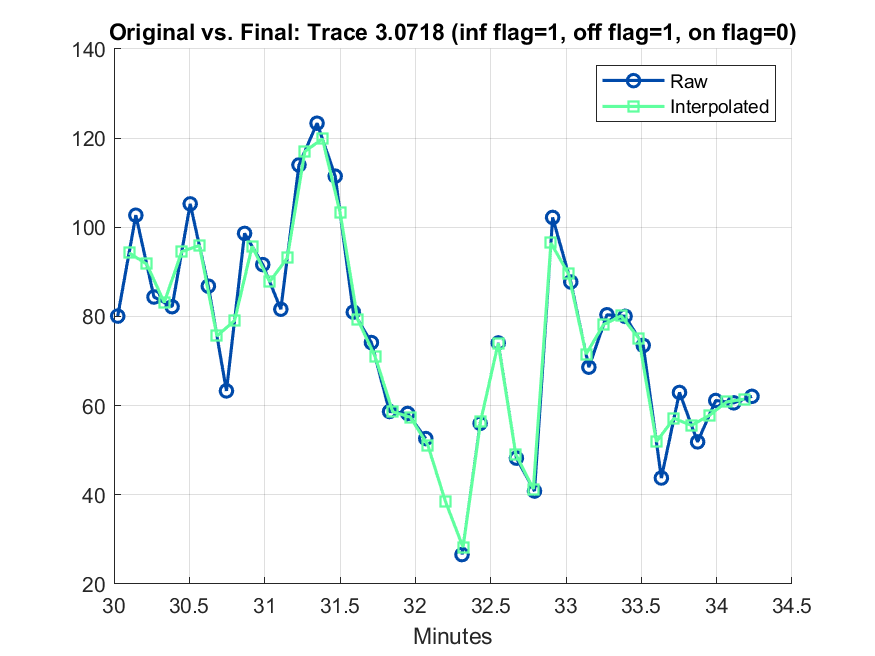 Original vs. Final: Trace 3.0718 (inf flag=1, off flag=1, on flag=0)
140
120
100
80
60
40
20
Raw
Interpolated
30 30.5 31 31.5 32 32.5 33 33.5 34 34.5
Minutes